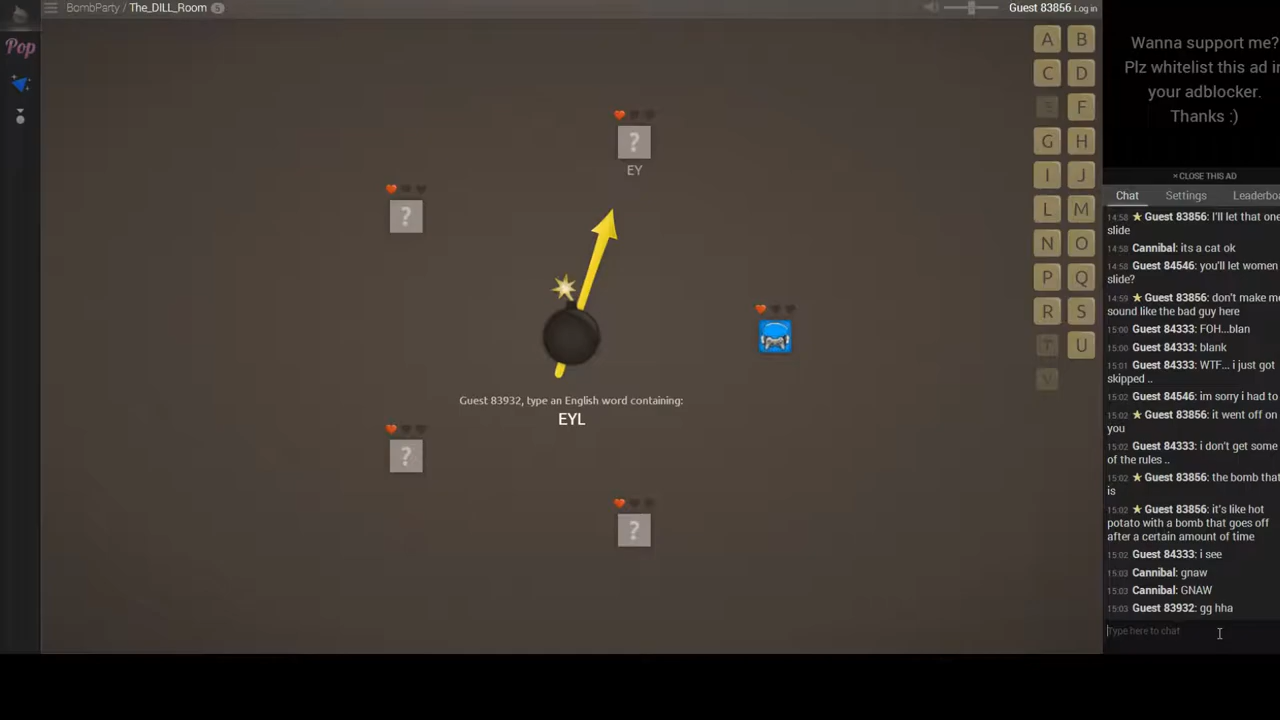 BombParty / The_DILL_Room 5
Guest 83856 Log in
Pop
A B
C D
E F
G H
I J
L M
N O
P Q
R S
T U
V
?
EY
?
Guest 83932, type an English word containing:
EYL
?
?
Wanna support me?
Plz whitelist this ad in
your adblocker.
Thanks :)
× CLOSE THIS AD
Chat Settings Leaderbo
14:58 ★ Guest 83856: I'll let that one
slide
14:58 Cannibal: its a cat ok
14:58 Guest 84546: you'll let women
slide?
14:59 ★ Guest 83856: don't make me
sound like the bad guy here
15:00 Guest 84333: FOH...blan
15:00 Guest 84333: blank
15:01 Guest 84333: WTF... i just got
skipped ..
15:02 Guest 84546: im sorry i had to
15:02 ★ Guest 83856: it went off on
you
15:02 Guest 84333: i don't get some
of the rules ..
15:02 ★ Guest 83856: the bomb that
is
15:02 ★ Guest 83856: it's like hot
potato with a bomb that goes off
after a certain amount of time
15:02 Guest 84333: i see
15:03 Cannibal: gnaw
15:03 Cannibal: GNAW
15:03 Guest 83932: gg hha
Type here to chat